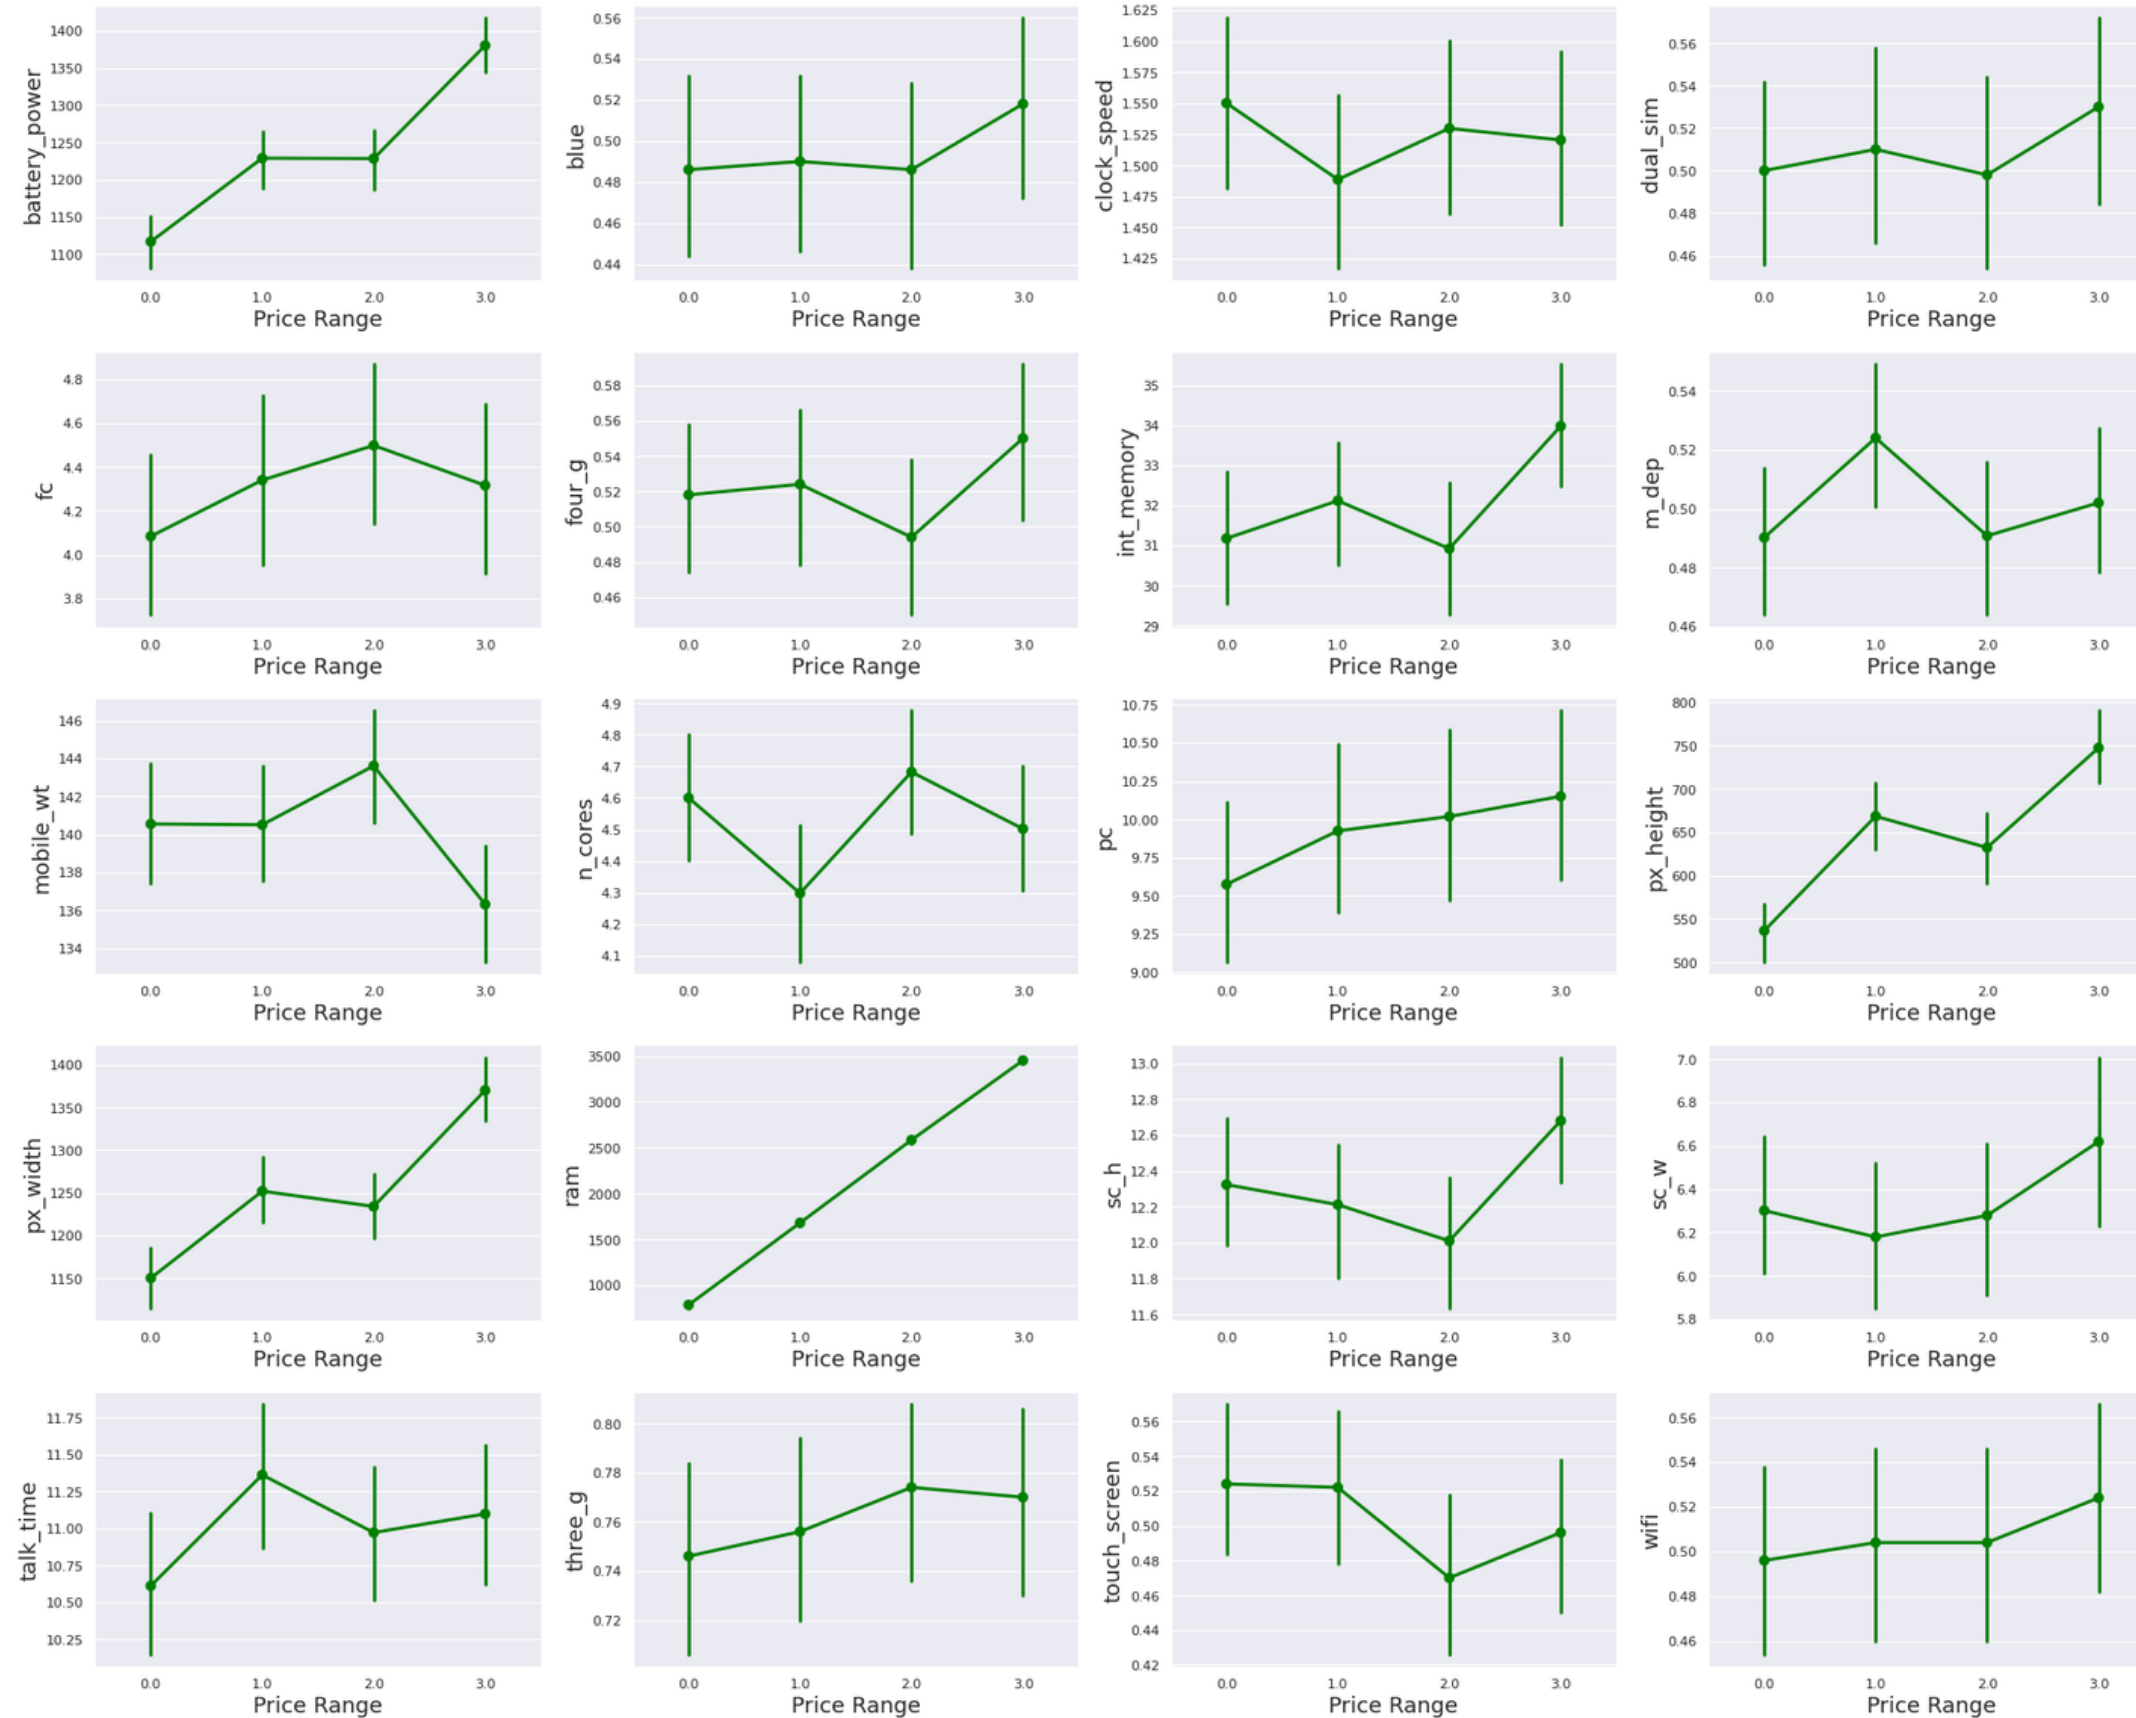 battery_power
1400
1350
1300
1250
1200
1150
1100
0.0 1.0 2.0 3.0
Price Range
blue
0.56
0.54
0.52
0.50
0.48
0.46
0.44
0.0 1.0 2.0 3.0
Price Range
clock_speed
1.625
1.600
1.575
1.550
1.525
1.500
1.475
1.450
1.425
0.0 1.0 2.0 3.0
Price Range
dual_sim
0.56
0.54
0.52
0.50
0.48
0.46
0.0 1.0 2.0 3.0
Price Range
fc
4.8
4.6
4.4
4.2
4.0
3.8
0.0 1.0 2.0 3.0
Price Range
four_g
0.58
0.56
0.54
0.52
0.50
0.48
0.46
0.0 1.0 2.0 3.0
Price Range
int_memory
35
34
33
32
31
30
29
0.0 1.0 2.0 3.0
Price Range
m_dep
0.54
0.52
0.50
0.48
0.46
0.0 1.0 2.0 3.0
Price Range
mobile_wt
146
144
142
140
138
136
134
0.0 1.0 2.0 3.0
Price Range
n_cores
4.9
4.8
4.7
4.6
4.5
4.4
4.3
4.2
4.1
0.0 1.0 2.0 3.0
Price Range
pc
10.75
10.50
10.25
10.00
9.75
9.50
9.25
9.00
0.0 1.0 2.0 3.0
Price Range
px_height
800
750
700
650
600
550
500
0.0 1.0 2.0 3.0
Price Range
px_width
1400
1350
1300
1250
1200
1150
0.0 1.0 2.0 3.0
Price Range
ram
3500
3000
2500
2000
1500
1000
0.0 1.0 2.0 3.0
Price Range
sc_h
13.0
12.8
12.6
12.4
12.2
12.0
11.8
11.6
0.0 1.0 2.0 3.0
Price Range
sc_w
7.0
6.8
6.6
6.4
6.2
6.0
5.8
0.0 1.0 2.0 3.0
Price Range
talk_time
11.75
11.50
11.25
11.00
10.75
10.50
10.25
0.0 1.0 2.0 3.0
Price Range
three_g
0.80
0.78
0.76
0.74
0.72
0.0 1.0 2.0 3.0
Price Range
touch_screen
0.56
0.54
0.52
0.50
0.48
0.46
0.44
0.42
0.0 1.0 2.0 3.0
Price Range
wifi
0.56
0.54
0.52
0.50
0.48
0.46
0.0 1.0 2.0 3.0
Price Range